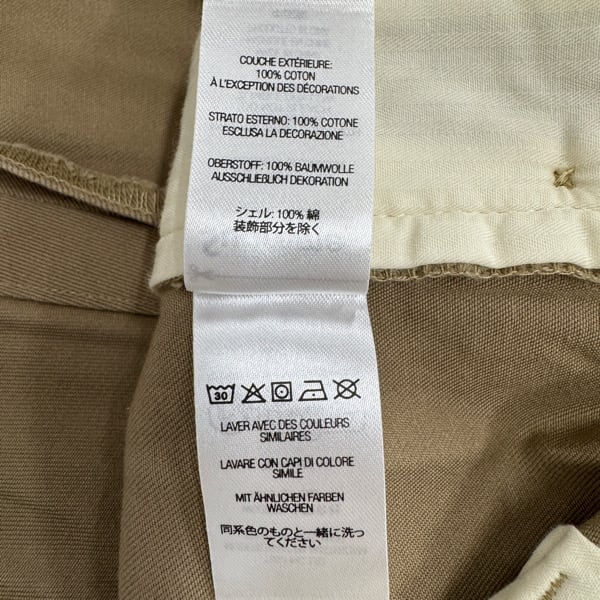 COUCHE EXTÉRIEURE:
100% COTON
À L'EXCEPTION DES DÉCORATIONS
STRATO ESTERNO: 100% COTONE
ESCLUSA LA DECORAZIONE
OBERSTOFF: 100% BAUMWOLLE
AUSSCHLIEẞLICH DEKORATION
シェル: 100% 綿
装飾部分を除く
30
LAVER AVEC DES COULEURS
SIMILAIRES
LAVARE CON CAPI DI COLORE
SIMILE
MIT ÄHNLICHEN FARBEN
WASCHEN
同系色のものと一緒に洗っ
てください